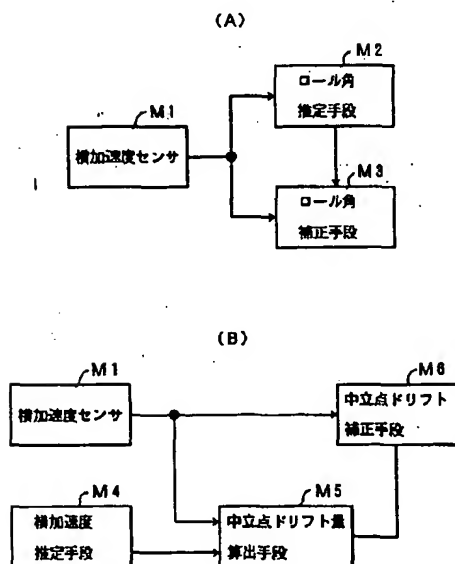 (A)
M2
ロール角
推定手段
M1
横加速度センサ
M3
ロール角
補正手段
(B)
M1
横加速度センサ
M6
中立点ドリフト
補正手段
M4
横加速度
推定手段
M5
中立点ドリフト量
算出手段